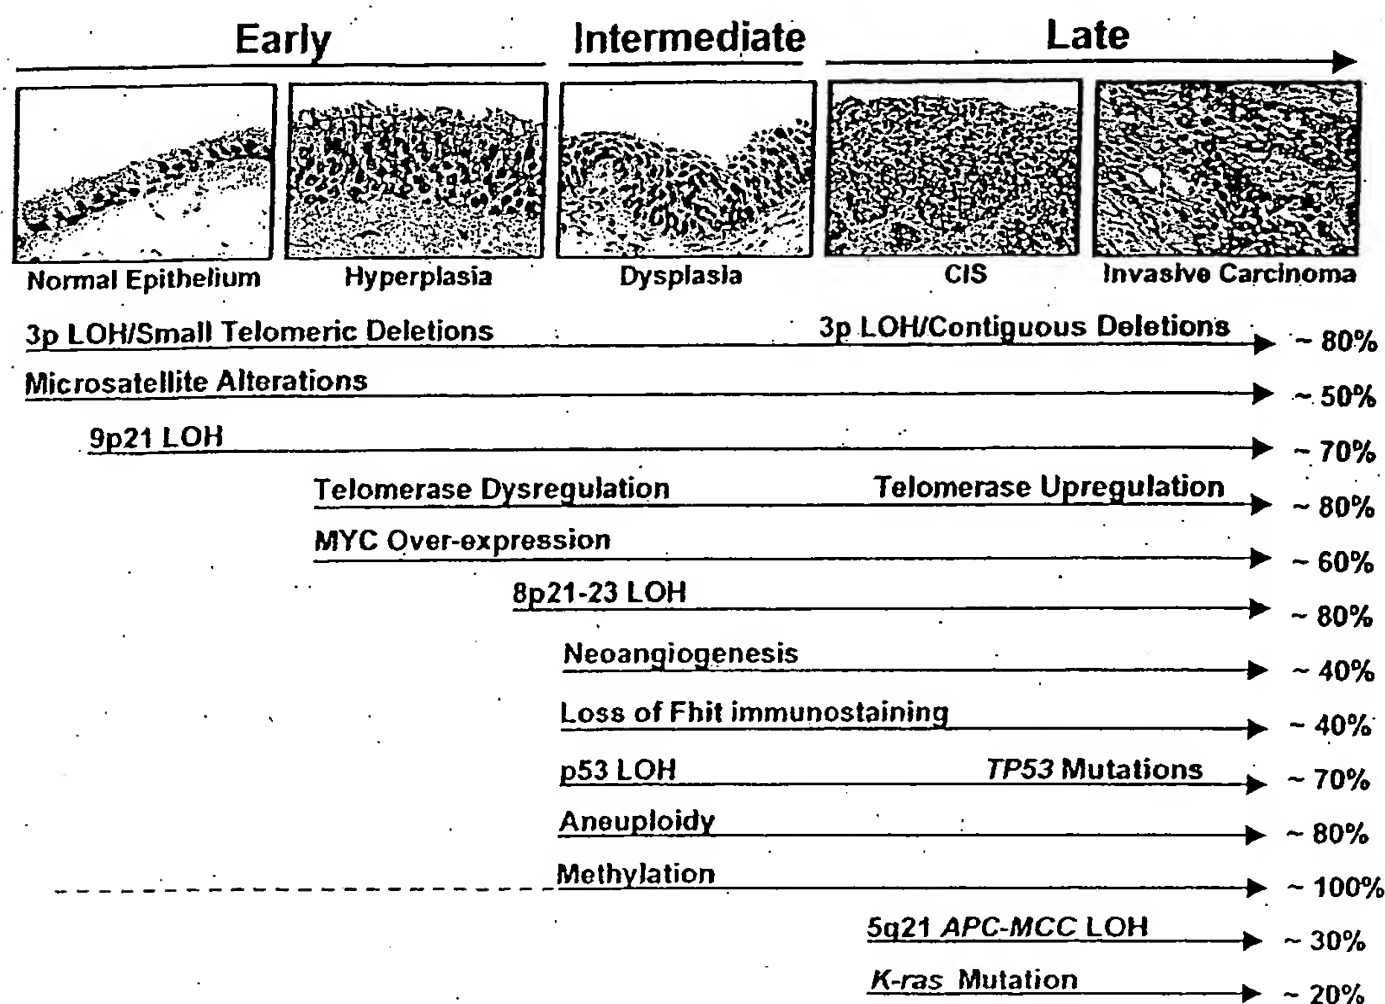 Early Intermediate Late
Normal Epithelium Hyperplasia Dysplasia CIS Invasive Carcinoma
3p LOH/Small Telomeric Deletions 3p LOH/Contiguous Deletions ~ 80%
Microsatellite Alterations ~ 50%
9p21 LOH ~ 70%
Telomerase Dysregulation Telomerase Upregulation ~ 80%
MYC Over-expression ~ 60%
8p21-23 LOH ~ 80%
Neoangiogenesis ~ 40%
Loss of Fhit immunostaining ~ 40%
p53 LOH TP53 Mutations ~ 70%
Aneuploidy ~ 80%
Methylation ~ 100%
5q21 APC-MCC LOH ~ 30%
K-ras Mutation ~ 20%